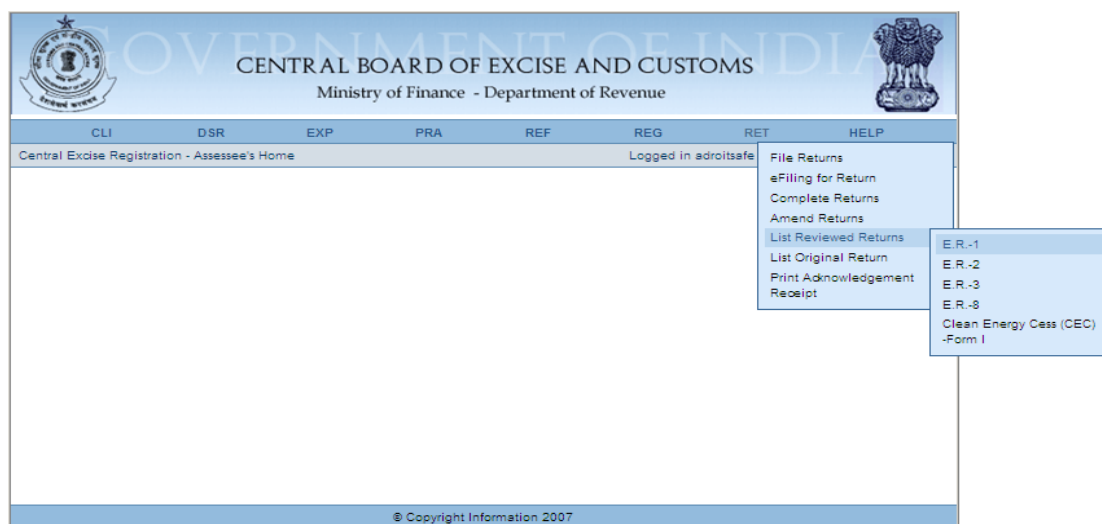 GOVERNMENT OF INDIA
CENTRAL BOARD OF EXCISE AND CUSTOMS
Ministry of Finance - Department of Revenue
CLI DSR EXP PRA REF REG RET HELP
Central Excise Registration - Assessee's Home Logged in adroitsafe
File Returns
eFiling for Return
Complete Returns
Amend Returns
List Reviewed Returns
List Original Return
Print Acknowledgement
Receipt
E.R.-1
E.R.-2
E.R.-3
E.R.-8
Clean Energy Cess (CEC)
-Form I
© Copyright Information 2007